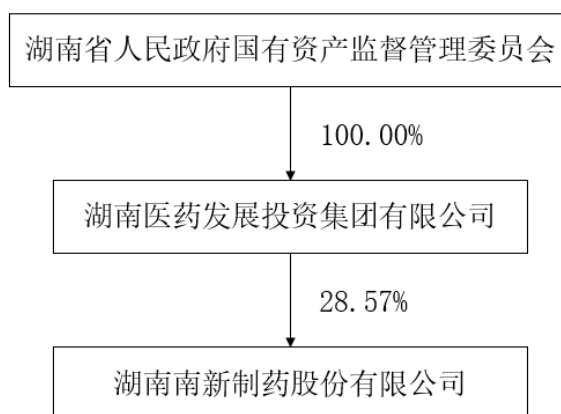 湖南省人民政府国有资产监督管理委员会
100.00%
湖南医药发展投资集团有限公司
28.57%
湖南南新制药股份有限公司